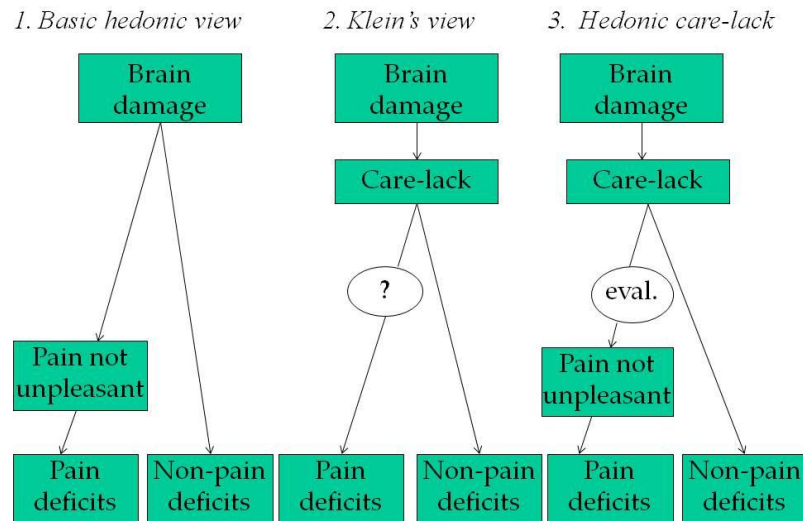 1. Basic hedonic view
Brain
damage
Pain not
unpleasant
Pain
deficits
Non-pain
deficits
2. Klein's view
Brain
damage
Care-lack
?
Pain
deficits
Non-pain
deficits
3. Hedonic care-lack
Brain
damage
Care-lack
eval.
Pain not
unpleasant
Pain
deficits
Non-pain
deficits